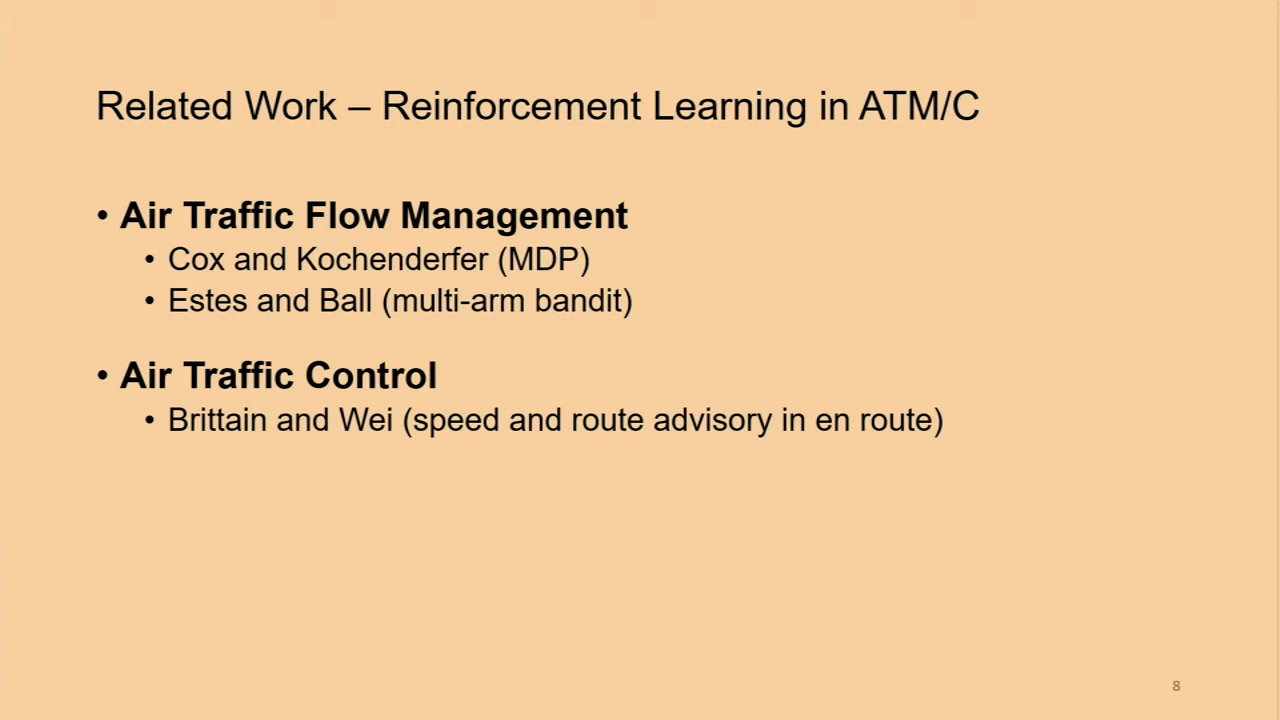 Related Work – Reinforcement Learning in ATM/C
• Air Traffic Flow Management
• Cox and Kochenderfer (MDP)
• Estes and Ball (multi-arm bandit)
• Air Traffic Control
• Brittain and Wei (speed and route advisory in en route)
8